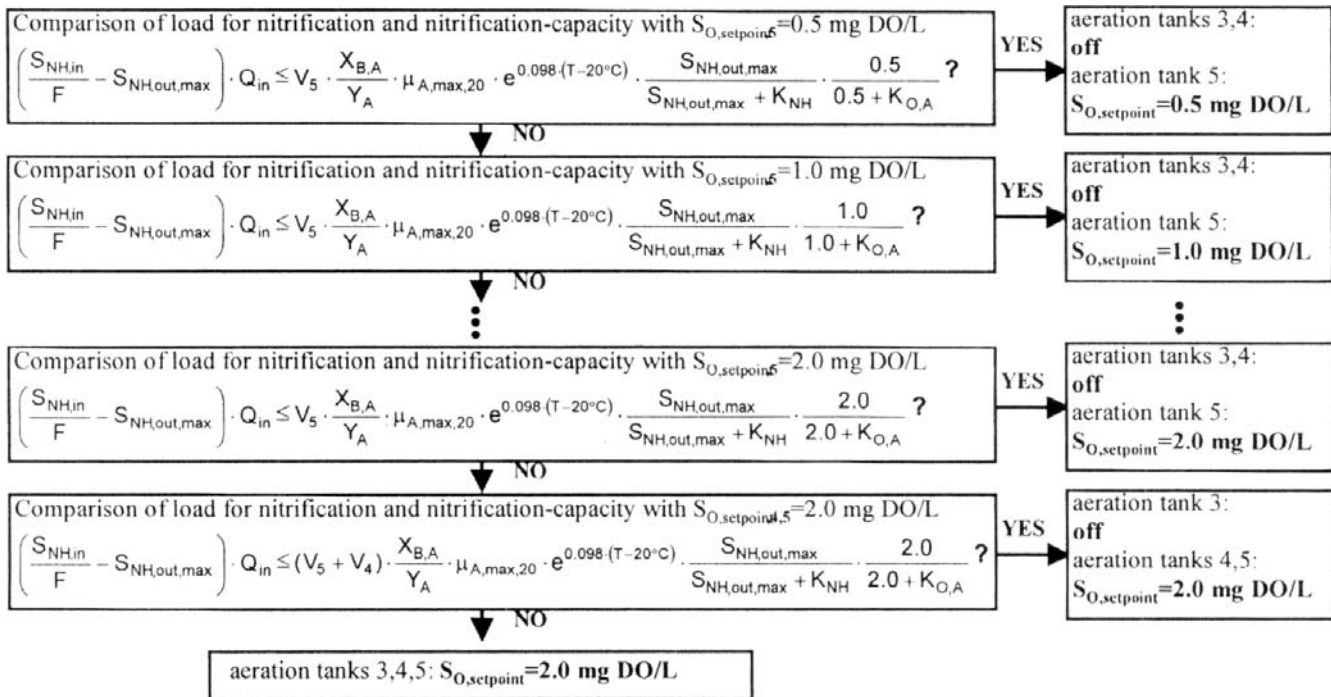 Comparison of load for nitrification and nitrification-capacity with S_O,setpoint5=0.5 mg DO/L
(S_NH,in / F − S_NH,out,max) · Q_in ≤ V_5 · X_B,A / Y_A · μ_A,max,20 · e^0.098·(T−20°C) · S_NH,out,max / (S_NH,out,max + K_NH) · 0.5 / (0.5 + K_O,A) ?
YES
aeration tanks 3,4:
off
aeration tank 5:
S_O,setpoint=0.5 mg DO/L
NO
Comparison of load for nitrification and nitrification-capacity with S_O,setpoint5=1.0 mg DO/L
(S_NH,in / F − S_NH,out,max) · Q_in ≤ V_5 · X_B,A / Y_A · μ_A,max,20 · e^0.098·(T−20°C) · S_NH,out,max / (S_NH,out,max + K_NH) · 1.0 / (1.0 + K_O,A) ?
YES
aeration tanks 3,4:
off
aeration tank 5:
S_O,setpoint=1.0 mg DO/L
NO
Comparison of load for nitrification and nitrification-capacity with S_O,setpoint5=2.0 mg DO/L
(S_NH,in / F − S_NH,out,max) · Q_in ≤ V_5 · X_B,A / Y_A · μ_A,max,20 · e^0.098·(T−20°C) · S_NH,out,max / (S_NH,out,max + K_NH) · 2.0 / (2.0 + K_O,A) ?
YES
aeration tanks 3,4:
off
aeration tank 5:
S_O,setpoint=2.0 mg DO/L
NO
Comparison of load for nitrification and nitrification-capacity with S_O,setpoint4,5=2.0 mg DO/L
(S_NH,in / F − S_NH,out,max) · Q_in ≤ (V_5 + V_4) · X_B,A / Y_A · μ_A,max,20 · e^0.098·(T−20°C) · S_NH,out,max / (S_NH,out,max + K_NH) · 2.0 / (2.0 + K_O,A) ?
YES
aeration tank 3:
off
aeration tanks 4,5:
S_O,setpoint=2.0 mg DO/L
NO
aeration tanks 3,4,5: S_O,setpoint=2.0 mg DO/L